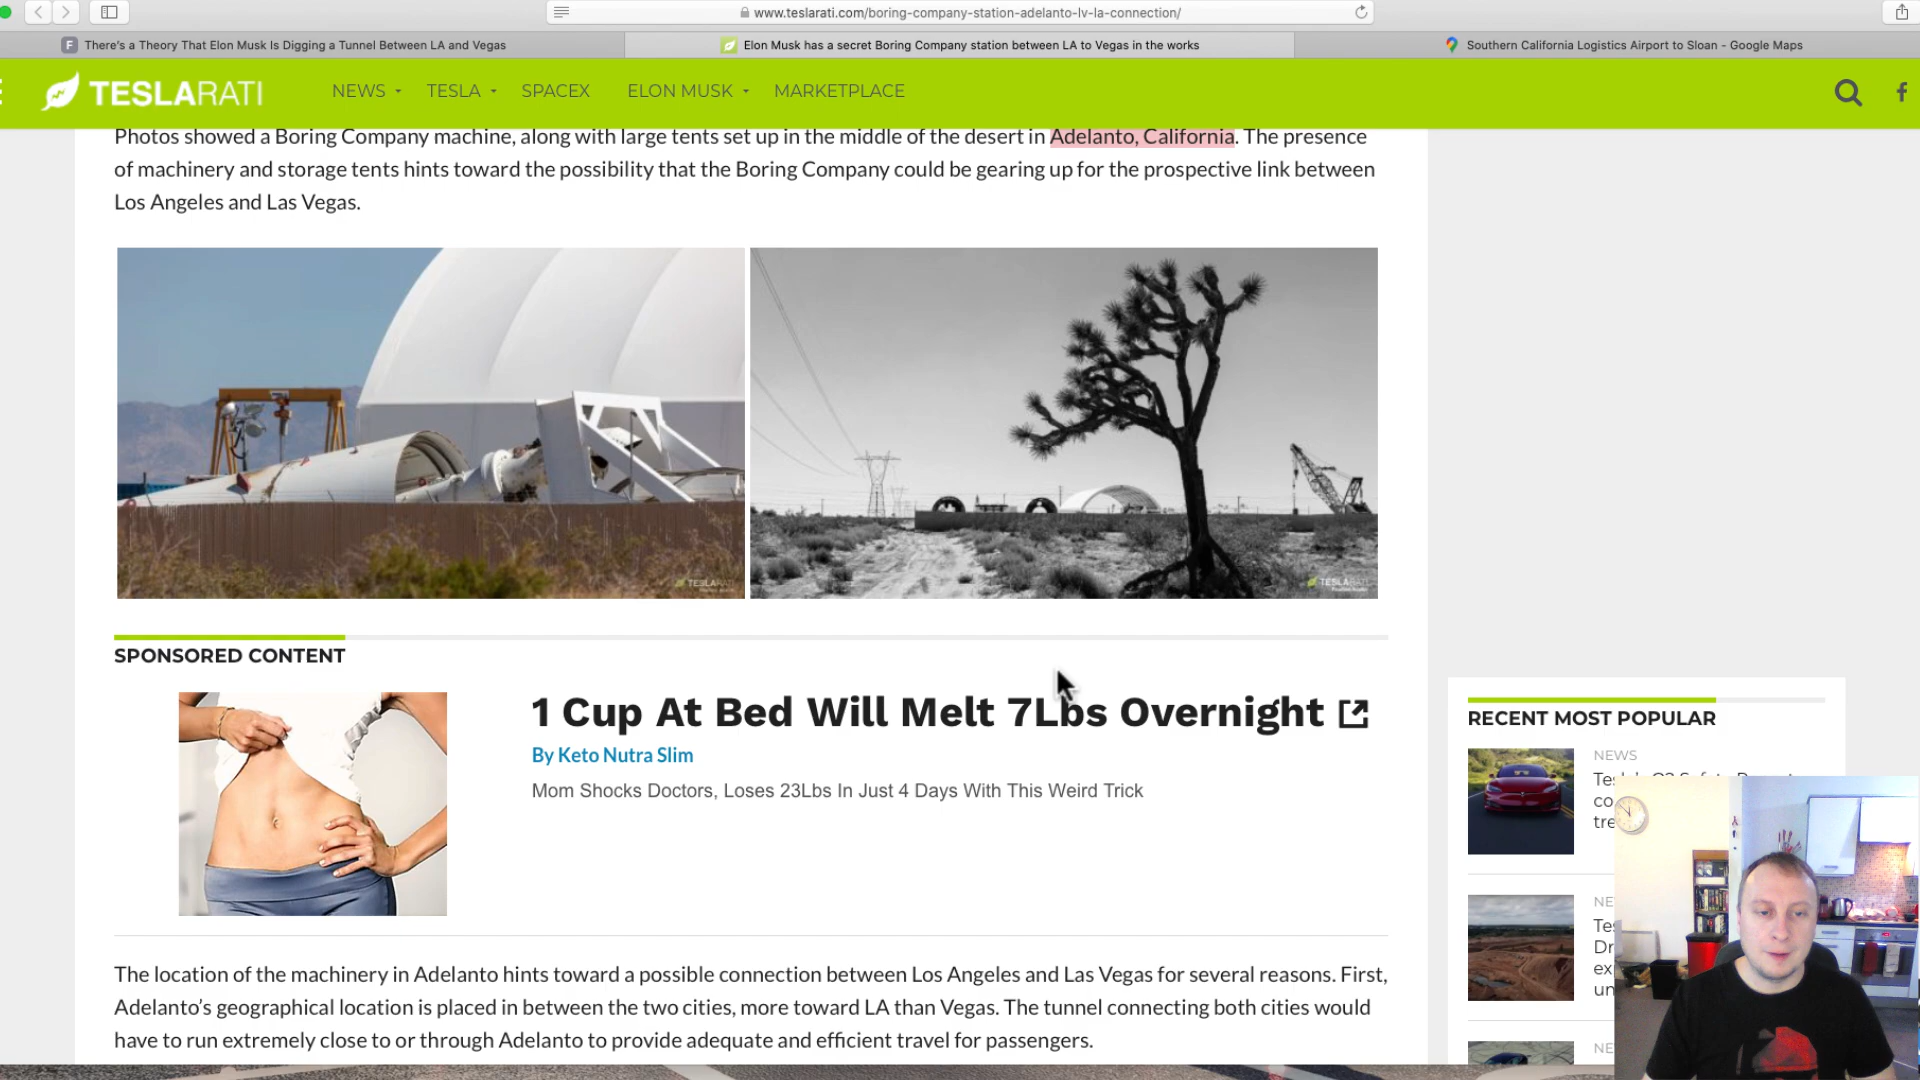 www.teslarati.com/boring-company-station-adelanto-lv-la-connection/
F There's a Theory That Elon Musk Is Digging a Tunnel Between LA and Vegas
Elon Musk has a secret Boring Company station between LA to Vegas in the works
Southern California Logistics Airport to Sloan - Google Maps
TESLARATI
NEWS
TESLA
SPACEX
ELON MUSK
MARKETPLACE
Photos showed a Boring Company machine, along with large tents set up in the middle of the desert in Adelanto, California. The presence
of machinery and storage tents hints toward the possibility that the Boring Company could be gearing up for the prospective link between
Los Angeles and Las Vegas.
TESLARATI
TESLARATI
SPONSORED CONTENT
1 Cup At Bed Will Melt 7Lbs Overnight
By Keto Nutra Slim
Mom Shocks Doctors, Loses 23Lbs In Just 4 Days With This Weird Trick
The location of the machinery in Adelanto hints toward a possible connection between Los Angeles and Las Vegas for several reasons. First,
Adelanto's geographical location is placed in between the two cities, more toward LA than Vegas. The tunnel connecting both cities would
have to run extremely close to or through Adelanto to provide adequate and efficient travel for passengers.
RECENT MOST POPULAR
NEWS